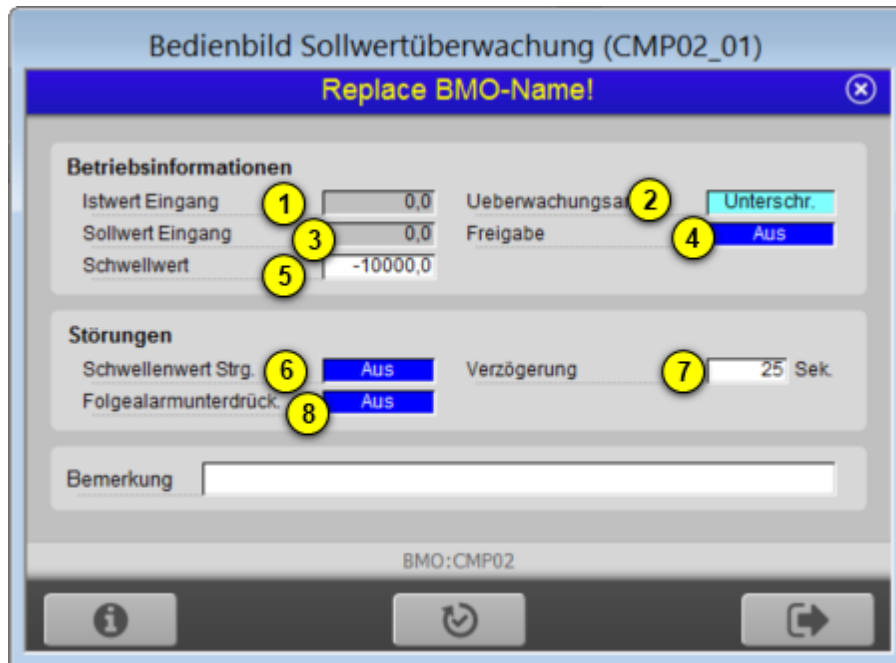 Bedienbild Sollwertüberwachung (CMP02_01)
Replace BMO-Name!
Betriebsinformationen
Istwert Eingang 1 0,0 Ueberwachungsar 2 Unterschr.
Sollwert Eingang 3 0,0 Freigabe 4 Aus
Schwellwert 5 -10000,0
Störungen
Schwellenwert Strg. 6 Aus Verzögerung 7 25 Sek.
Folgealarmunterdrück. 8 Aus
Bemerkung
BMO:CMP02